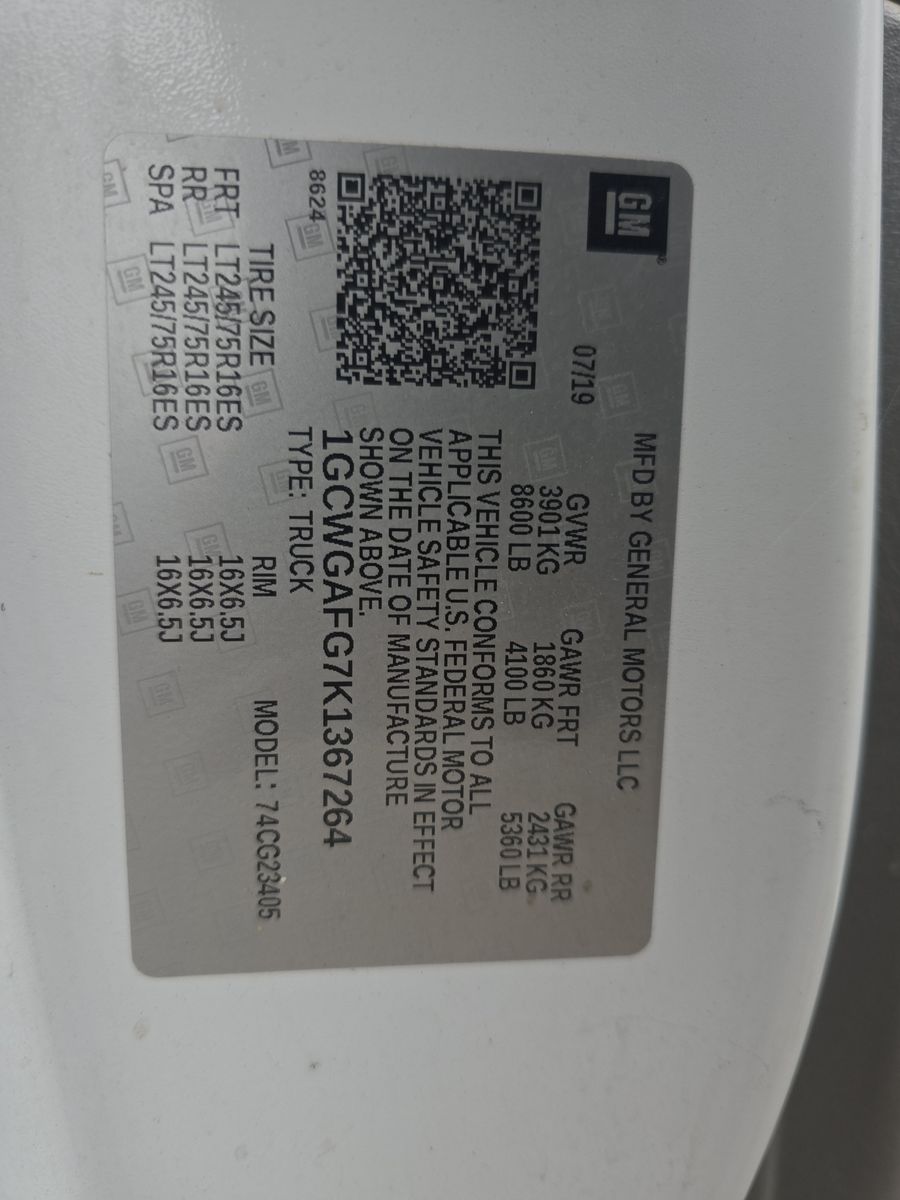 GM
MFD BY GENERAL MOTORS LLC
07/19
GVWR GAWR FRT GAWR RR
3901 KG 1860 KG 2431 KG
8600 LB 4100 LB 5360 LB
THIS VEHICLE CONFORMS TO ALL
APPLICABLE U.S. FEDERAL MOTOR
VEHICLE SAFETY STANDARDS IN EFFECT
ON THE DATE OF MANUFACTURE
SHOWN ABOVE.
1GCWGAFG7K1367264
8624 TYPE: TRUCK
TIRE SIZE RIM MODEL: 74CG23405
FRT LT245/75R16ES 16X6.5J
RR LT245/75R16ES 16X6.5J
SPA LT245/75R16ES 16X6.5J